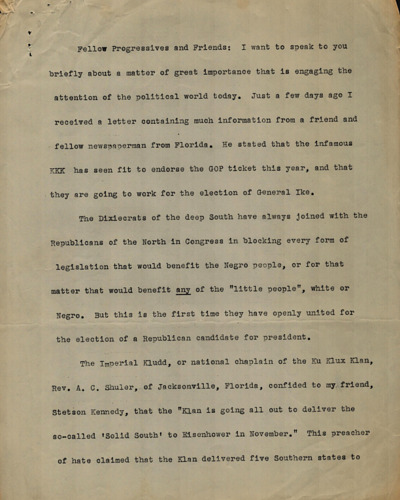 Fellow Progressives and Friends: I want to speak to you
briefly about a matter of great importance that is engaging the
attention of the political world today. Just a few days ago I
received a letter containing much information from a friend and
fellow newspaperman from Florida. He stated that the infamous
KKK has seen fit to endorse the GOP ticket this year, and that
they are going to work for the election of General Ike.
The Dixiecrats of the deep South have always joined with the
Republicans of the North in Congress in blocking every form of
legislation that would benefit the Negro people, or for that
matter that would benefit any of the "little people", white or
Negro. But this is the first time they have openly united for
the election of a Republican candidate for president.
The Imperial Kludd, or national chaplain of the Ku Klux Klan,
Rev. A. C. Shuler, of Jacksonville, Florida, confided to my friend,
Stetson Kennedy, that the "Klan is going all out to deliver the
so-called 'Solid South' to Eisenhower in November." This preacher
of hate claimed that the Klan delivered five Southern states to